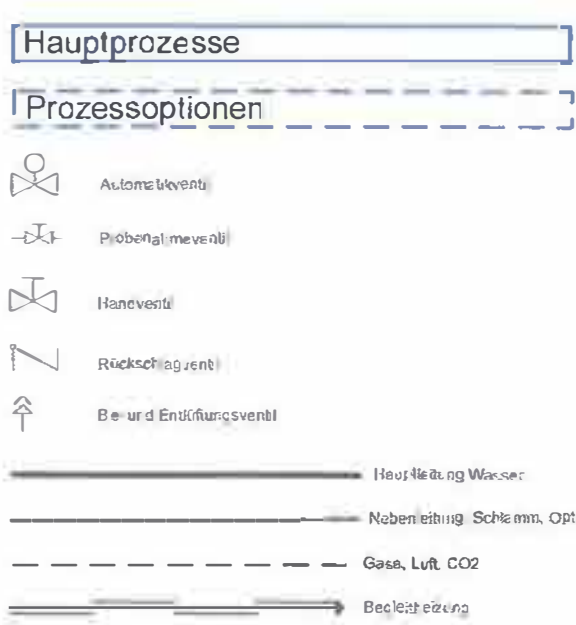 Hauptprozesse
Prozessoptionen
Automatikventil
Probenahmeventil
Handventil
Rückschlagventil
Be- und Entlüftungsventil
Hauptleitung Wasser
Nebenleitung Schlamm, Opt
Gase, Luft, CO2
Begleitheizung